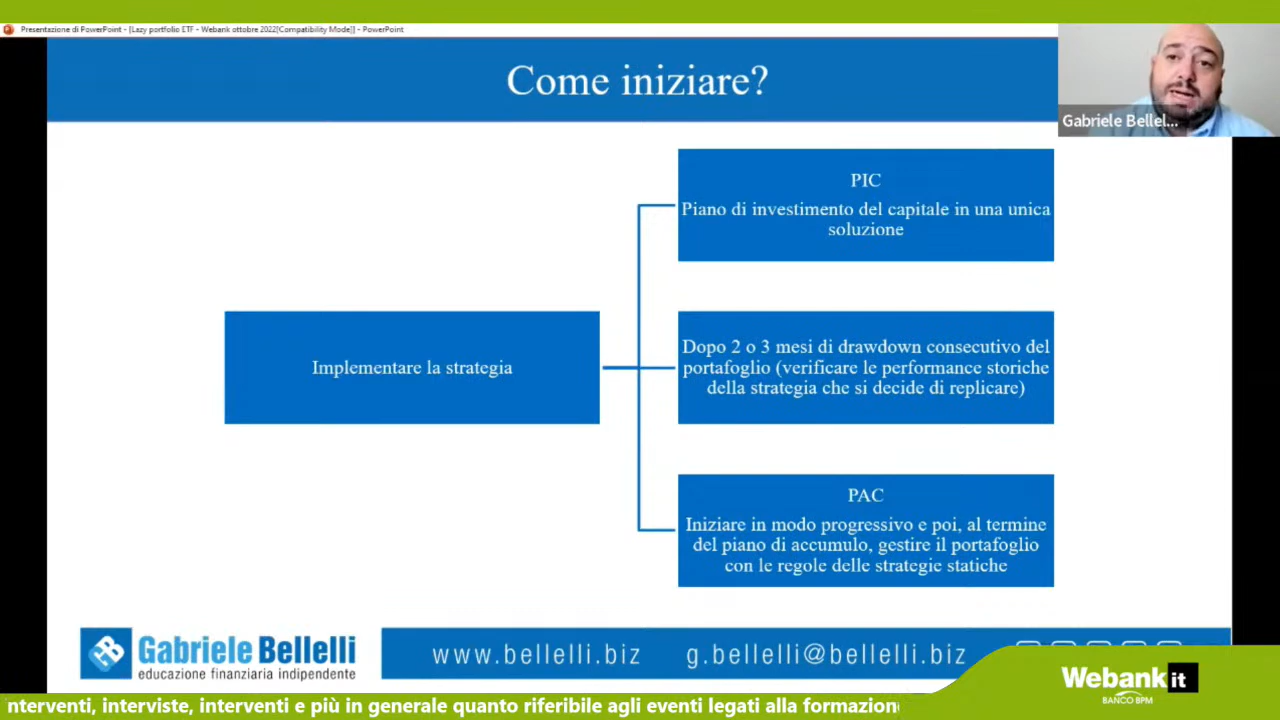 Presentazione di PowerPoint - [Lazy portfolio ETF - Webank ottobre 2022[Compatibility Mode]] - PowerPoint
Come iniziare?
Gabriele Bellel...
PIC
Piano di investimento del capitale in una unica
soluzione
Implementare la strategia
Dopo 2 o 3 mesi di drawdown consecutivo del
portafoglio (verificare le performance storiche
della strategia che si decide di replicare)
PAC
Iniziare in modo progressivo e poi, al termine
del piano di accumulo, gestire il portafoglio
con le regole delle strategie statiche
Gabriele Bellelli
educazione finanziaria indipendente
www.bellelli.biz g.bellelli@bellelli.biz
Webank it
BANCO BPM
interventi, interviste, interventi e più in generale quanto riferibile agli eventi legati alla formazion